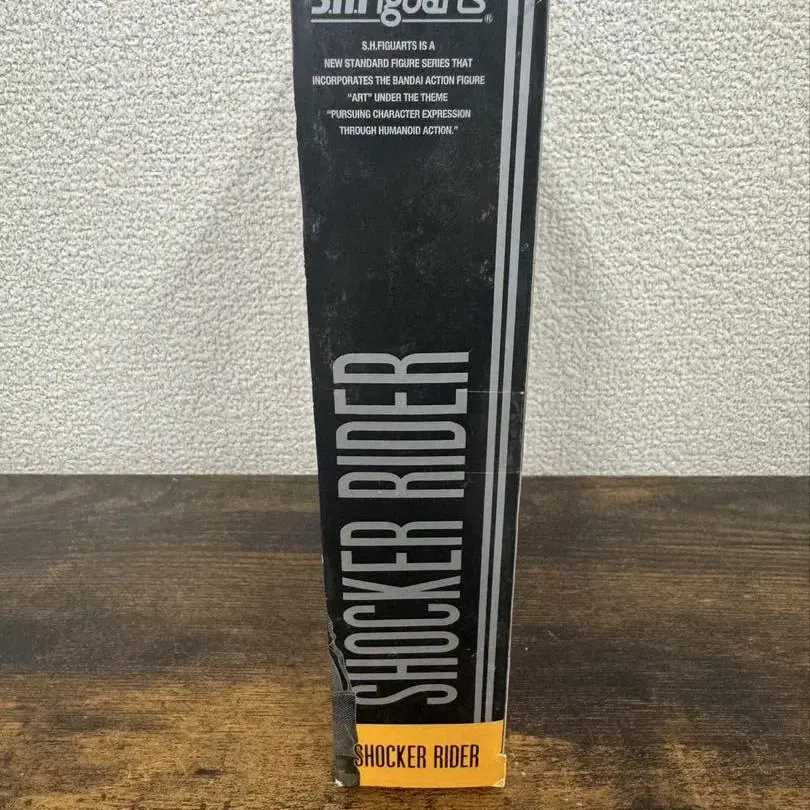 S.H.Figuarts®
S.H.FIGUARTS IS A
NEW STANDARD FIGURE SERIES THAT
INCORPORATES THE BANDAI ACTION FIGURE
"ART" UNDER THE THEME
"PURSUING CHARACTER EXPRESSION
THROUGH HUMANOID ACTION."
SHOCKER RIDER
SHOCKER RIDER